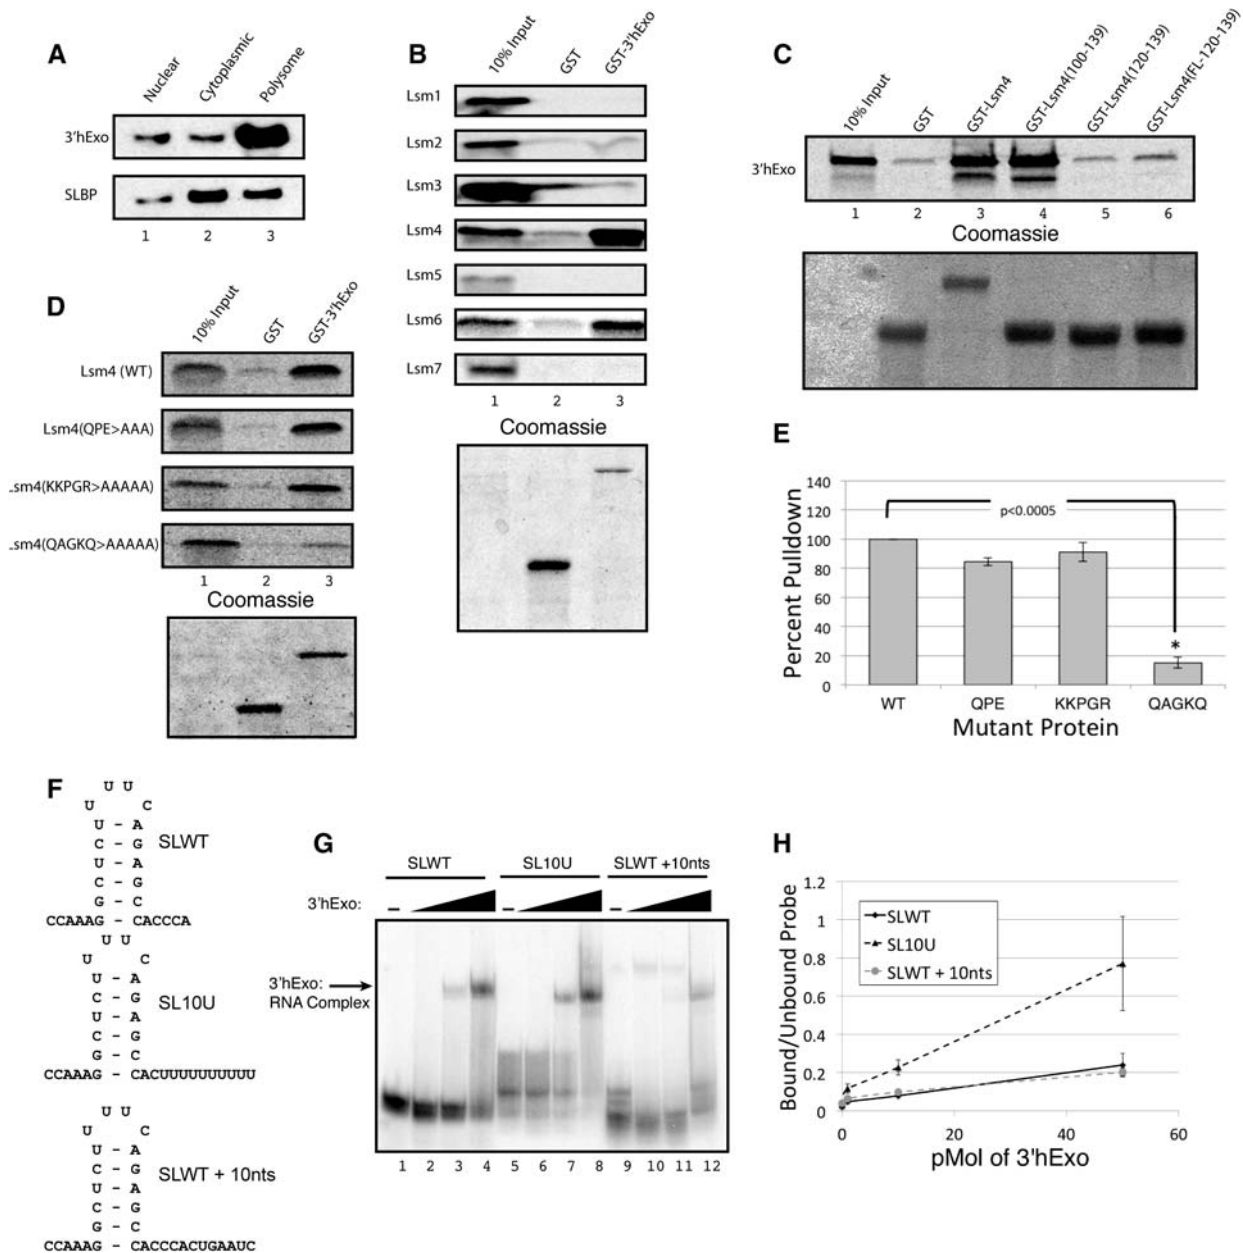 A
Nuclear
Cytoplasmic
Polysome
3'hExo
SLBP
1 2 3
B
10% Input
GST
GST-3'hExo
Lsm1
Lsm2
Lsm3
Lsm4
Lsm5
Lsm6
Lsm7
1 2 3
Coomassie
C
10% Input
GST
GST-Lsm4
GST-Lsm4(100-139)
GST-Lsm4(120-139)
GST-Lsm4(FL-120-139)
3'hExo
1 2 3 4 5 6
Coomassie
D
10% Input
GST
GST-3'hExo
Lsm4 (WT)
Lsm4(QPE>AAA)
.sm4(KKPGR>AAAAA)
.sm4(QAGKQ>AAAAA)
1 2 3
Coomassie
E
Percent Pulldown
140
120
100
80
60
40
20
0
p<0.0005
*
WT QPE KKPGR QAGKQ
Mutant Protein
F
U U
U C
U - A
C - G
U - A
C - G
G - C
CCAAAG - CACCCA
SLWT
U U
U C
U - A
C - G
U - A
C - G
G - C
CCAAAG - CACUUUUUUUUUU
SL10U
U U
U C
U - A
C - G
U - A
C - G
G - C
CCAAAG - CACCCACUGAAUC
SLWT + 10nts
G
SLWT SL10U SLWT +10nts
3'hExo: – – –
3'hExo:
RNA Complex
1 2 3 4 5 6 7 8 9 10 11 12
H
Bound/Unbound Probe
1.2
1
0.8
0.6
0.4
0.2
0
SLWT
SL10U
SLWT + 10nts
0 20 40 60
pMol of 3'hExo